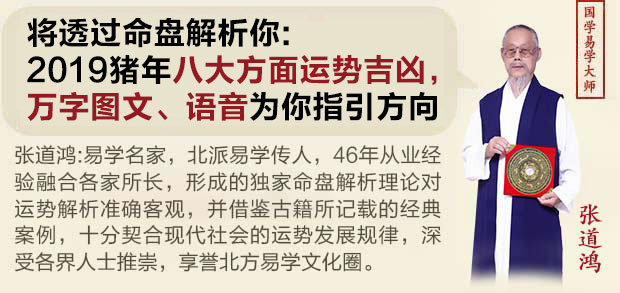 将透过命盘解析你:
2019猪年八大方面运势吉凶,
万字图文、语音为你指引方向
张道鸿:易学名家，北派易学传人，46年从业经
验融合各家所长，形成的独家命盘解析理论对
运势解析准确客观，并借鉴古籍所记载的经典
案例，十分契合现代社会的运势发展规律，深
受各界人士推崇，享誉北方易学文化圈。
国学易学大师
张道鸿